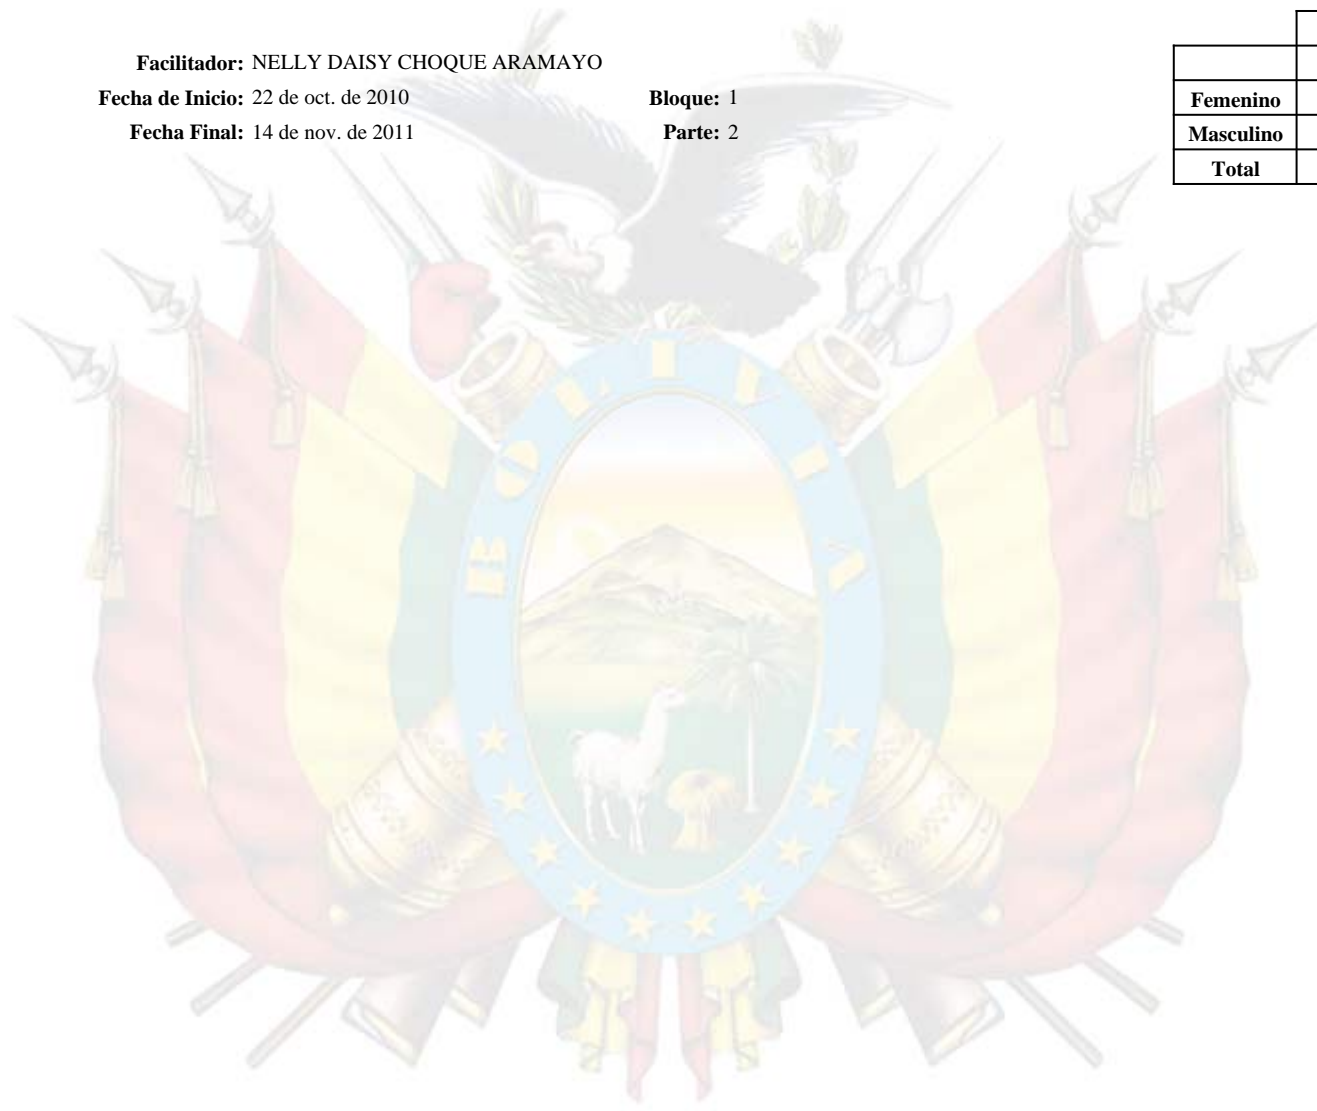 Facilitador: NELLY DAISY CHOQUE ARAMAYO
Fecha de Inicio: 22 de oct. de 2010 Bloque: 1
Fecha Final: 14 de nov. de 2011 Parte: 2
Femenino
Masculino
Total
BOLIVIA